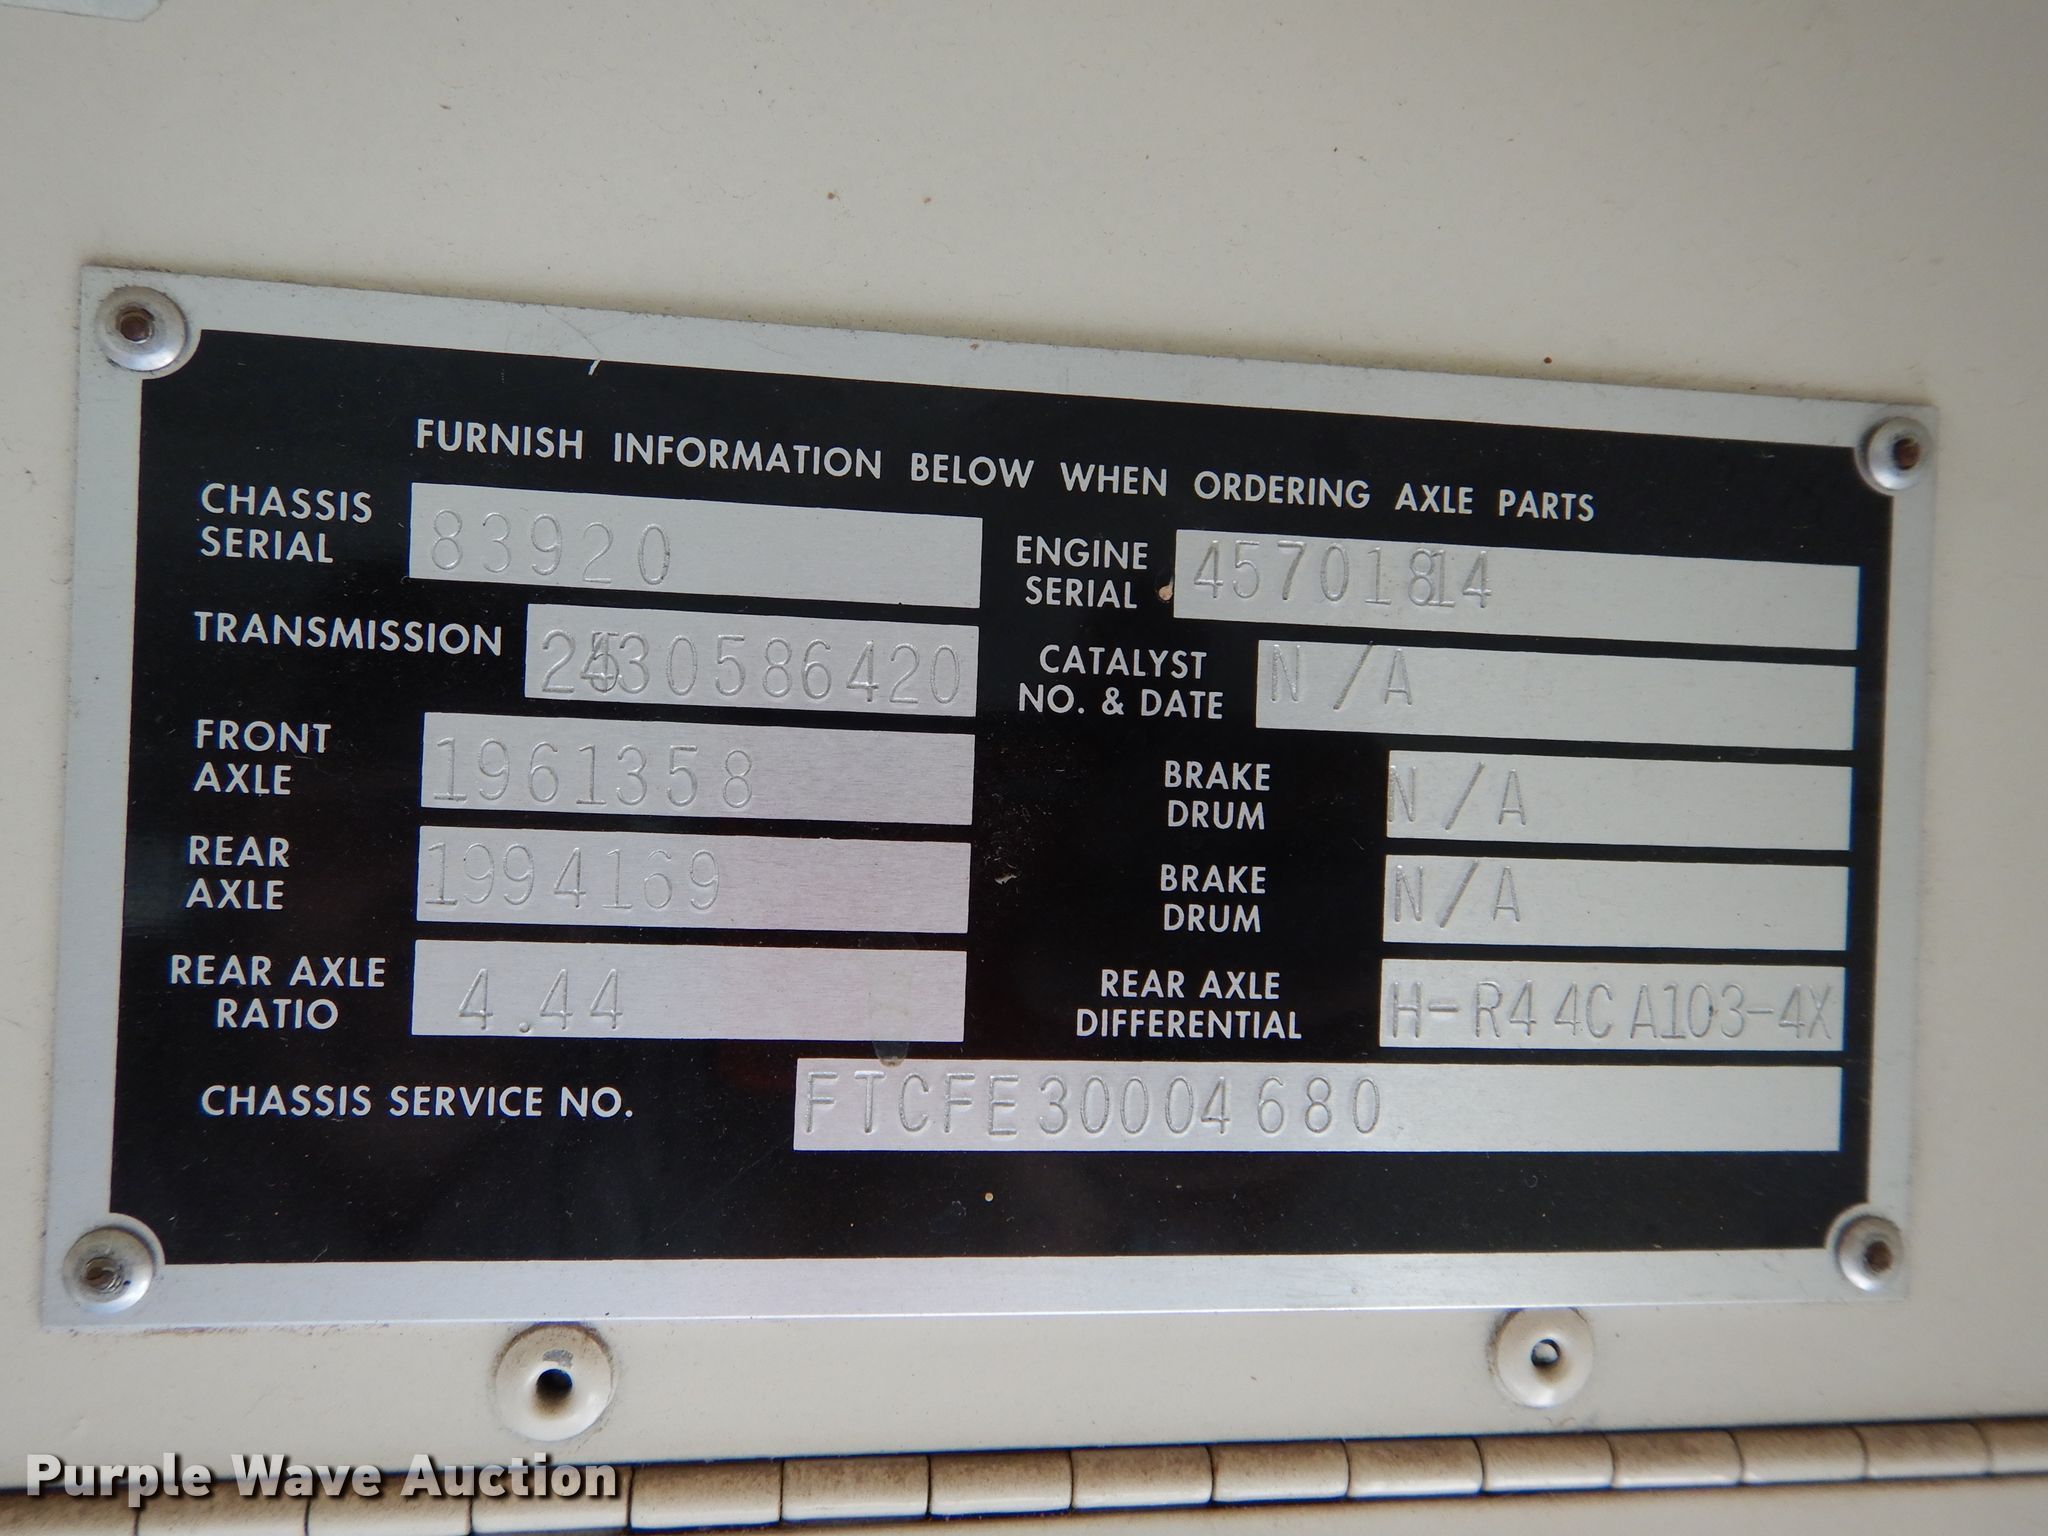 FURNISH INFORMATION BELOW WHEN ORDERING AXLE PARTS
CHASSIS SERIAL 83920
TRANSMISSION
FRONT AXLE 1961358
REAR AXLE 1994169
REAR AXLE RATIO 4.44
ENGINE SERIAL 45701814
CATALYST NO. & DATE N/A
BRAKE DRUM N/A
BRAKE DRUM N/A
REAR AXLE DIFFERENTIAL H-R44CA103-4X
CHASSIS SERVICE NO. FTCFE30004680
Purple Wave Auction